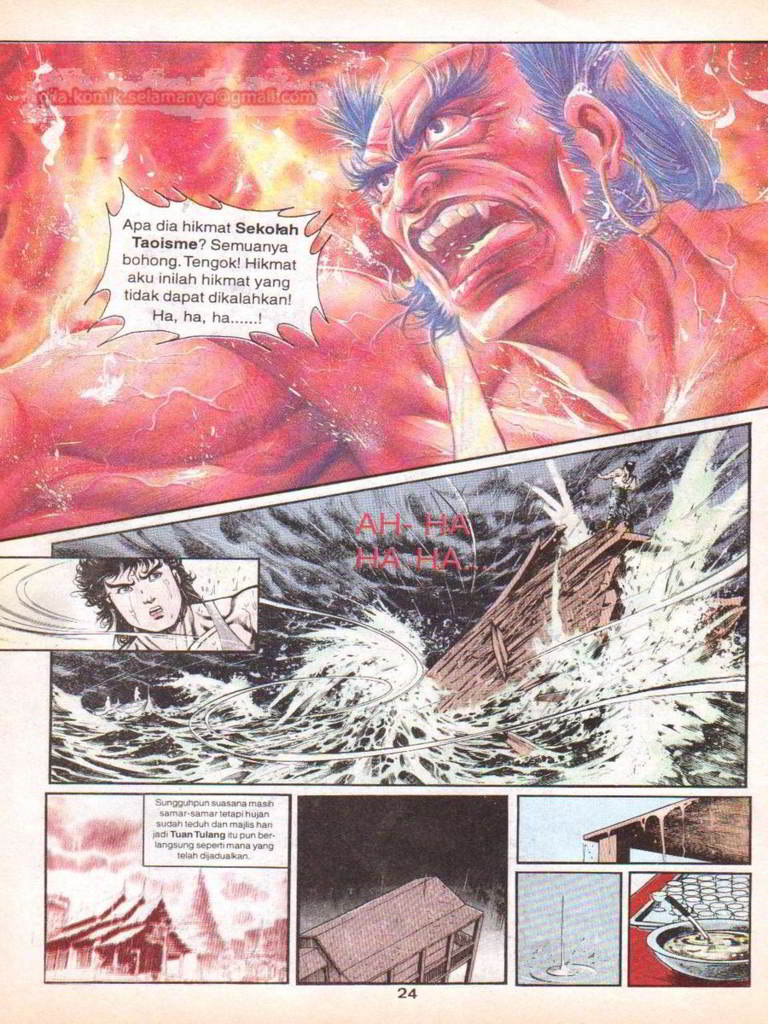 Apa dia hikmat Sekolah
Taoisme? Semuanya
bohong. Tengok! Hikmat
aku inilah hikmat yang
tidak dapat dikalahkan!
Ha, ha, ha......!
AH- HA
HA HA...
Sungguhpun suasana masih
samar-samar tetapi hujan
sudah teduh dan majlis hari
jadi Tuan Tulang itu pun ber-
langsung seperti mana yang
telah dijadualkan.
24